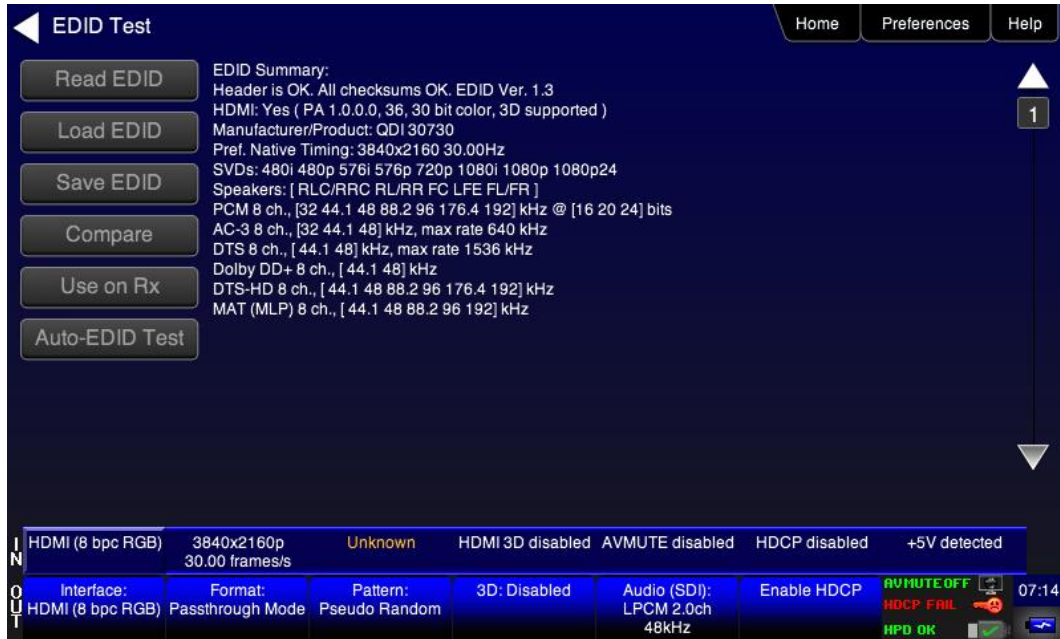 EDID Test
Home
Preferences
Help
Read EDID
Load EDID
Save EDID
Compare
Use on Rx
Auto-EDID Test
EDID Summary:
Header is OK. All checksums OK. EDID Ver. 1.3
HDMI: Yes ( PA 1.0.0.0, 36, 30 bit color, 3D supported )
Manufacturer/Product: QDI 30730
Pref. Native Timing: 3840x2160 30.00Hz
SVDs: 480i 480p 576i 576p 720p 1080i 1080p 1080p24
Speakers: [ RLC/RRC RL/RR FC LFE FL/FR ]
PCM 8 ch., [32 44.1 48 88.2 96 176.4 192] kHz @ [16 20 24] bits
AC-3 8 ch., [32 44.1 48] kHz, max rate 640 kHz
DTS 8 ch., [ 44.1 48] kHz, max rate 1536 kHz
Dolby DD+ 8 ch., [ 44.1 48] kHz
DTS-HD 8 ch., [ 44.1 48 88.2 96 176.4 192] kHz
MAT (MLP) 8 ch., [ 44.1 48 88.2 96 192] kHz
1
IN
HDMI (8 bpc RGB)
3840x2160p
30.00 frames/s
Unknown
HDMI 3D disabled
AVMUTE disabled
HDCP disabled
+5V detected
OUT
Interface:
HDMI (8 bpc RGB)
Format:
Passthrough Mode
Pattern:
Pseudo Random
3D: Disabled
Audio (SDI):
LPCM 2.0ch
48kHz
Enable HDCP
AVMUTEOFF
HDCP FAIL
HPD OK
07:14